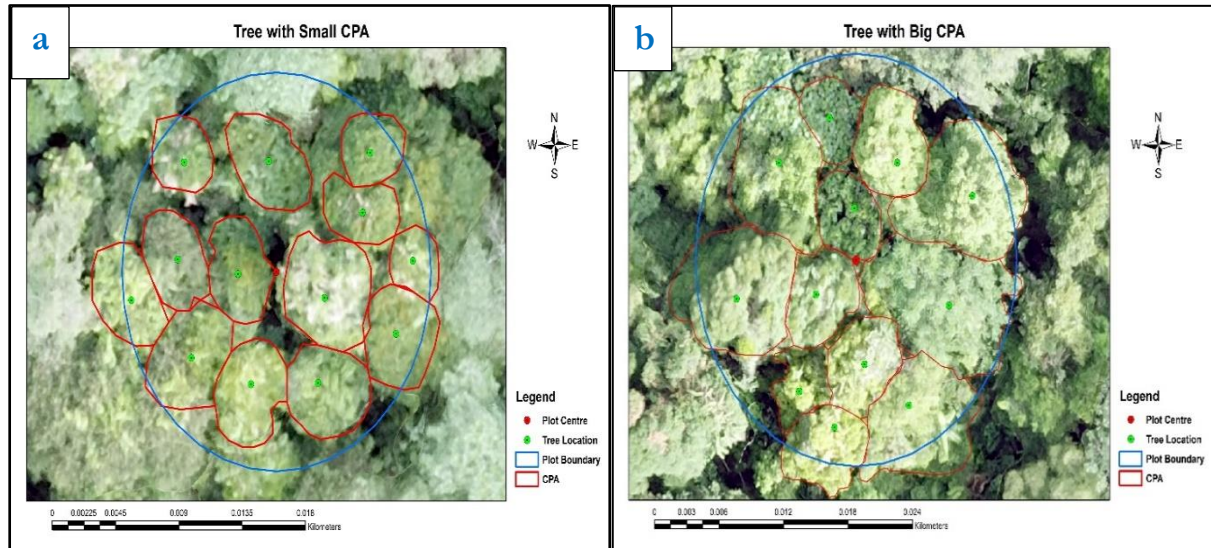 a
Tree with Small CPA
N
W E
S
Legend
Plot Centre
Tree Location
Plot Boundary
CPA
0 0.00225 0.0045 0.009 0.0135 0.018
Kilometers
b
Tree with Big CPA
N
W E
S
Legend
Plot Centre
Tree Location
Plot Boundary
CPA
0 0.003 0.006 0.012 0.018 0.024
Kilometers